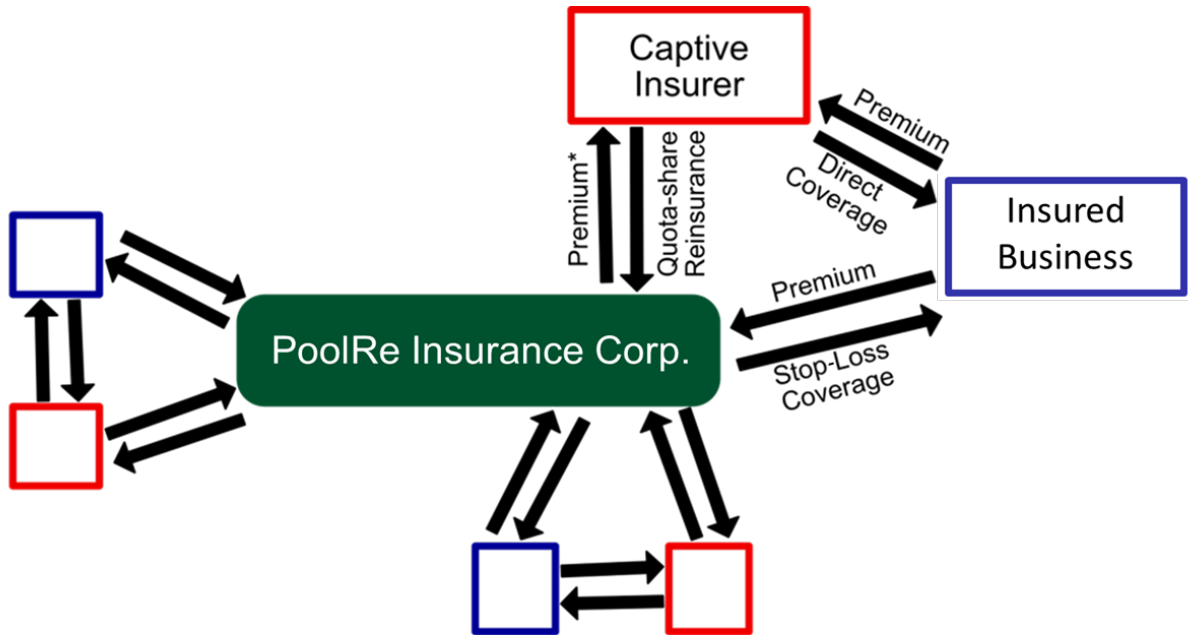 Captive
Insurer
Premium
Direct
Coverage
Premium*
Quota-share
Reinsurance
Insured
Business
Premium
Stop-Loss
Coverage
PoolRe Insurance Corp.